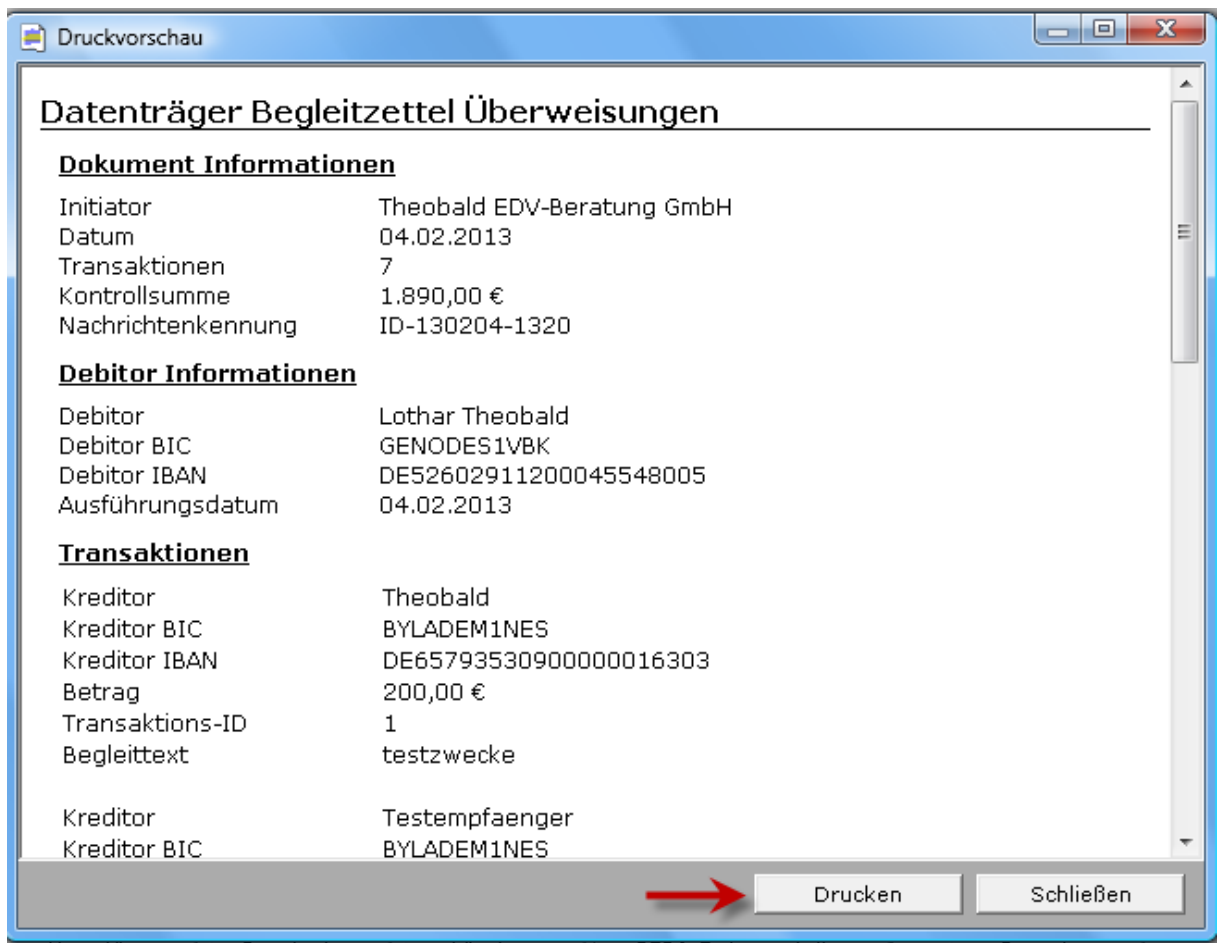 Druckvorschau
Datenträger Begleitzettel Überweisungen
Dokument Informationen
Initiator Theobald EDV-Beratung GmbH
Datum 04.02.2013
Transaktionen 7
Kontrollsumme 1.890,00 €
Nachrichtenkennung ID-130204-1320
Debitor Informationen
Debitor Lothar Theobald
Debitor BIC GENODES1VBK
Debitor IBAN DE52602911200045548005
Ausführungsdatum 04.02.2013
Transaktionen
Kreditor Theobald
Kreditor BIC BYLADEM1NES
Kreditor IBAN DE65793530900000016303
Betrag 200,00 €
Transaktions-ID 1
Begleittext testzwecke
Kreditor Testempfaenger
Kreditor BIC BYLADEM1NES
Drucken Schließen